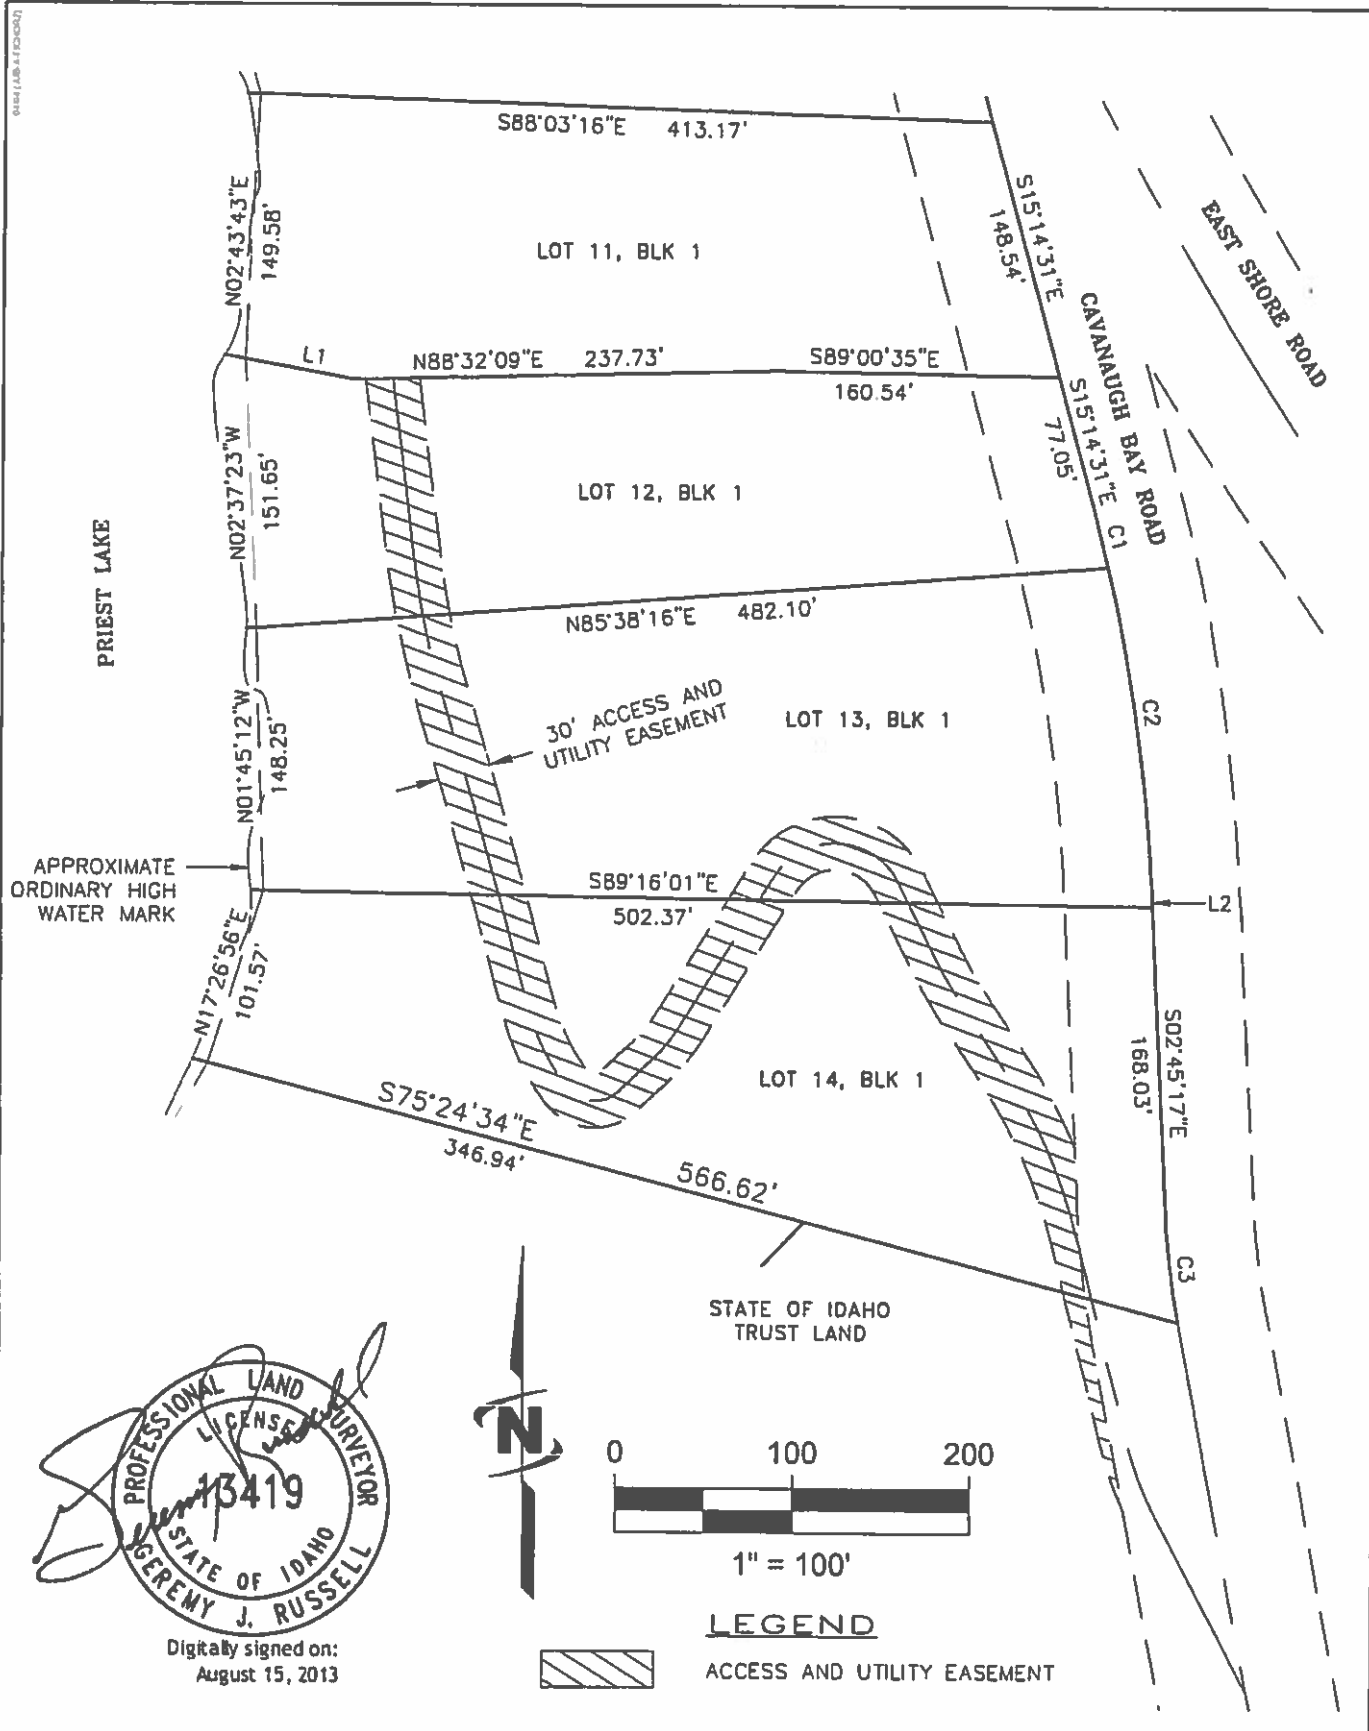 S88°03'16"E 413.17'
N02°43'43"E
149.58'
LOT 11, BLK 1
S15°14'31"E
148.54'
EAST SHORE ROAD
CAVANAUGH BAY ROAD
L1
N88°32'09"E 237.73'
S89°00'35"E
160.54'
S15°14'31"E C1
77.05'
N02°37'23"W
151.65'
LOT 12, BLK 1
PRIEST LAKE
N85°38'16"E 482.10'
N01°45'12"W
148.25'
30' ACCESS AND
UTILITY EASEMENT
LOT 13, BLK 1
C2
APPROXIMATE
ORDINARY HIGH
WATER MARK
S89°16'01"E
502.37'
L2
N17°26'56"E
101.57'
S02°45'17"E
168.03'
LOT 14, BLK 1
S75°24'34"E
346.94'
566.62'
C3
STATE OF IDAHO
TRUST LAND
PROFESSIONAL LAND SURVEYOR
LICENSED
13419
STATE OF IDAHO
GEREMY J. RUSSELL
Digitally signed on:
August 15, 2013
N
0 100 200
1" = 100'
LEGEND
ACCESS AND UTILITY EASEMENT